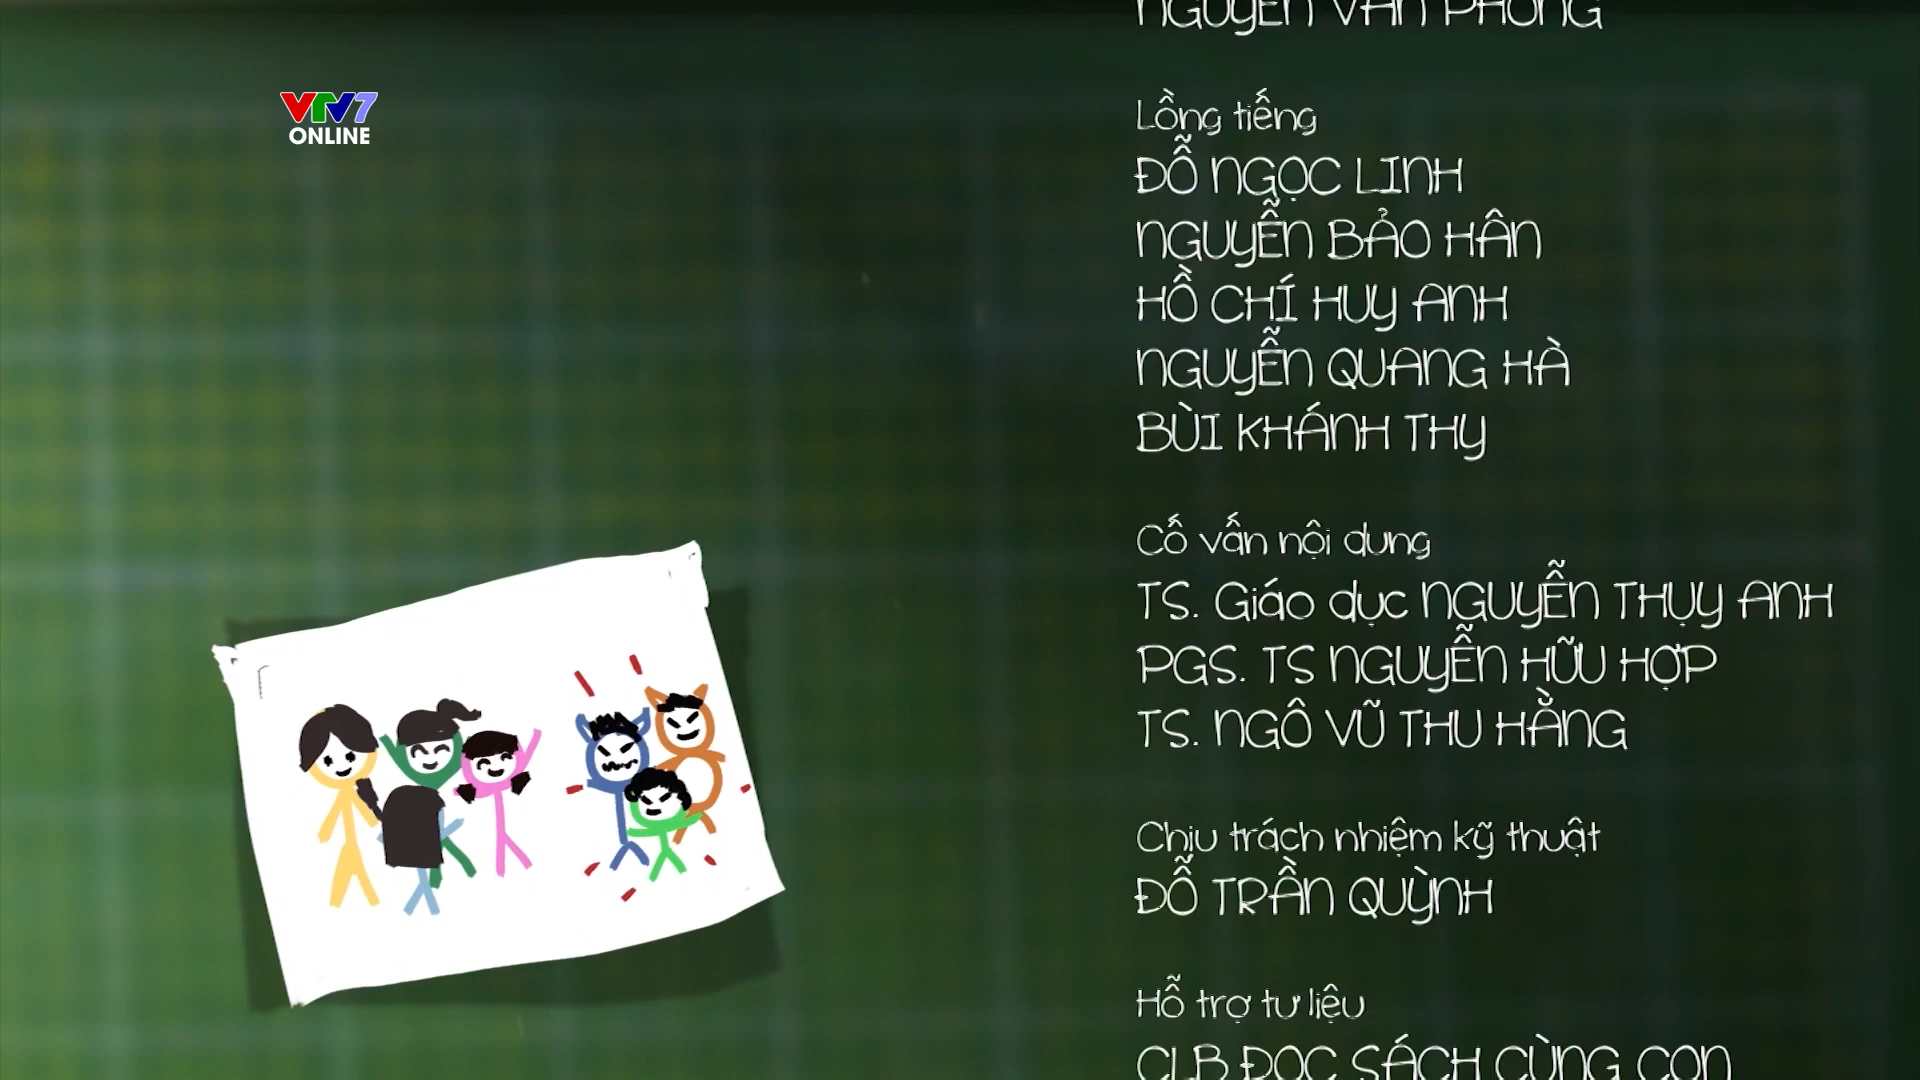 NGUYỄN VĂN PHONG
VTV7
ONLINE
Lồng tiếng
ĐỖ NGỌC LINH
NGUYỄN BẢO HÂN
HỒ CHÍ HUY ANH
NGUYỄN QUANG HÀ
BÙI KHÁNH THY
Cố vấn nội dung
TS. Giáo dục NGUYỄN THỤY ANH
PGS. TS NGUYỄN HỮU HỢP
TS. NGÔ VŨ THU HẰNG
Chịu trách nhiệm kỹ thuật
ĐỖ TRẦN QUỲNH
Hỗ trợ tư liệu
CLB ĐỌC SÁCH CÙNG CON